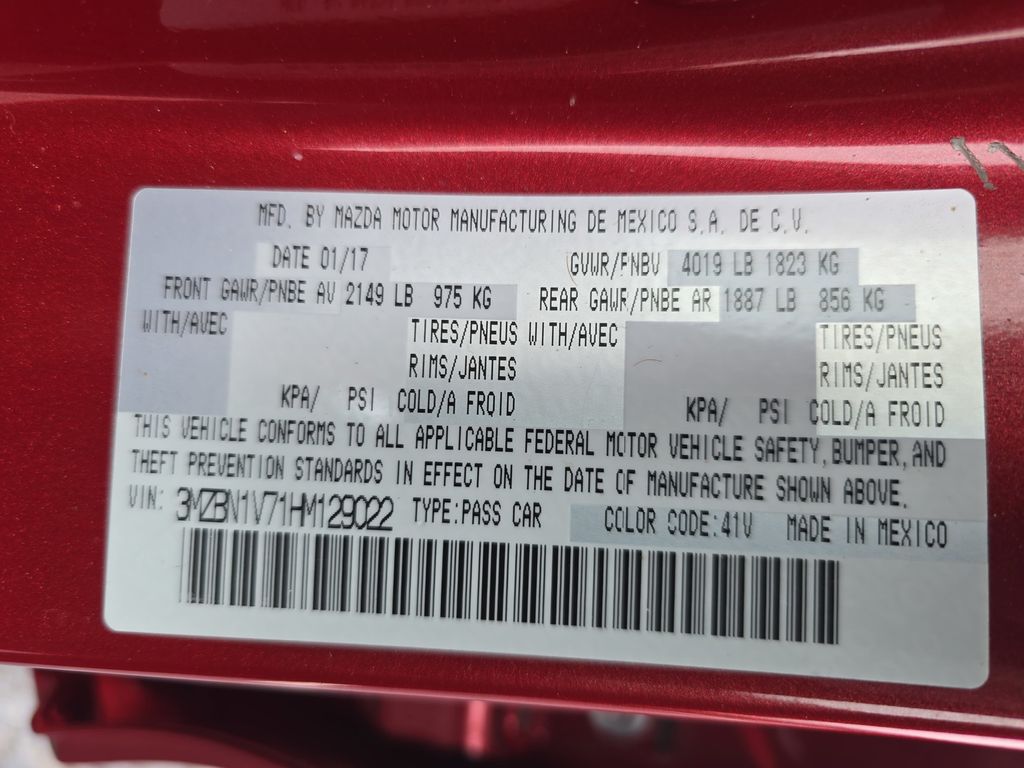 MFD. BY MAZDA MOTOR MANUFACTURING DE MEXICO S.A. DE C.V.
DATE 01/17 GVWR/PNBV 4019 LB 1823 KG
FRONT GAWR/PNBE AV 2149 LB 975 KG REAR GAWR/PNBE AR 1887 LB 856 KG
WITH/AVEC TIRES/PNEUS WITH/AVEC TIRES/PNEUS
RIMS/JANTES RIMS/JANTES
KPA/ PSI COLD/A FROID KPA/ PSI COLD/A FROID
THIS VEHICLE CONFORMS TO ALL APPLICABLE FEDERAL MOTOR VEHICLE SAFETY, BUMPER, AND
THEFT PREVENTION STANDARDS IN EFFECT ON THE DATE OF MANUFACTURE SHOWN ABOVE.
VIN: 3MZBN1V71HM129022 TYPE:PASS CAR COLOR CODE:41V MADE IN MEXICO